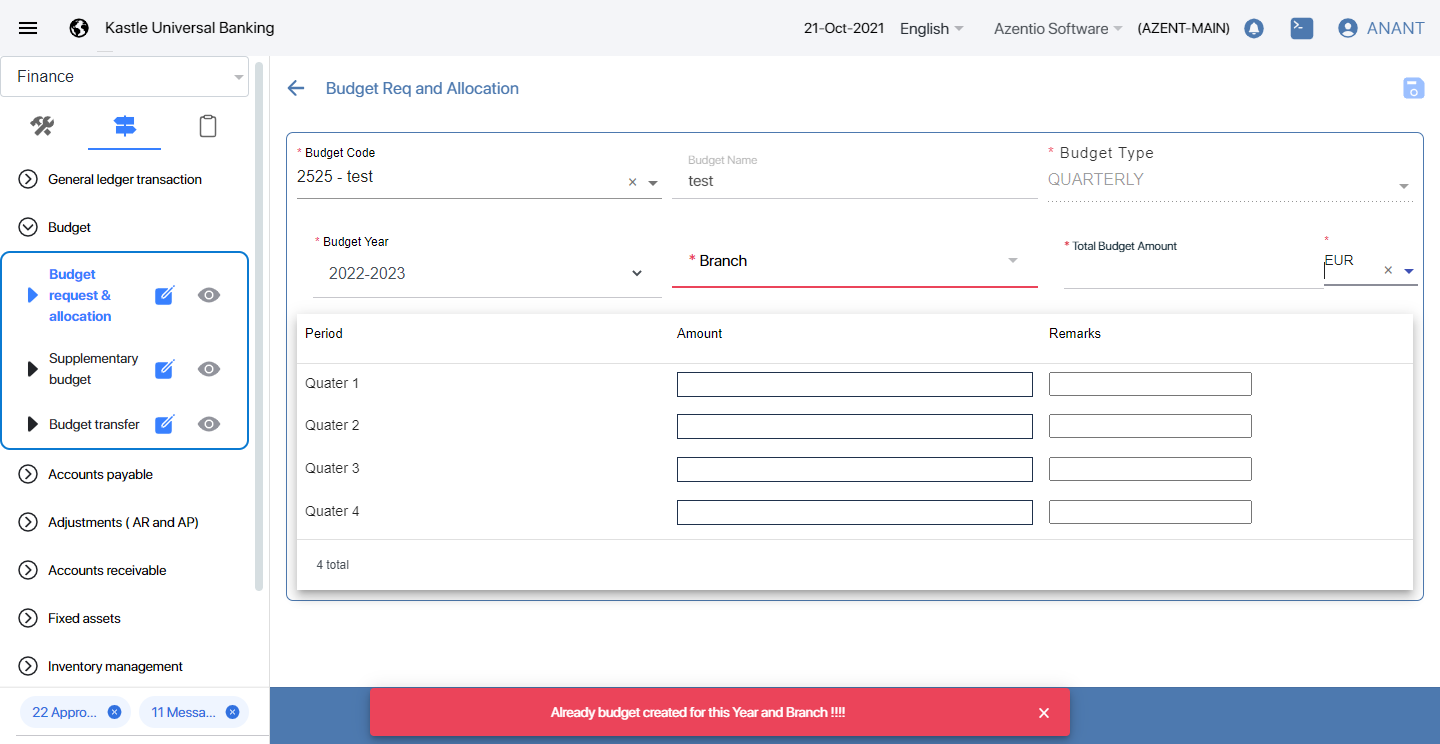 Kastle Universal Banking
21-Oct-2021
English
Azentio Software
(AZENT-MAIN)
ANANT
Finance
General ledger transaction
Budget
Budget
request &
allocation
Supplementary
budget
Budget transfer
Accounts payable
Adjustments ( AR and AP)
Accounts receivable
Fixed assets
Inventory management
22 Appro...
11 Messa...
Budget Req and Allocation
* Budget Code
2525 - test
×
Budget Name
test
* Budget Type
QUARTERLY
* Budget Year
2022-2023
* Branch
* Total Budget Amount
*
EUR
×
Period
Amount
Remarks
Quater 1
Quater 2
Quater 3
Quater 4
4 total
Already budget created for this Year and Branch !!!!